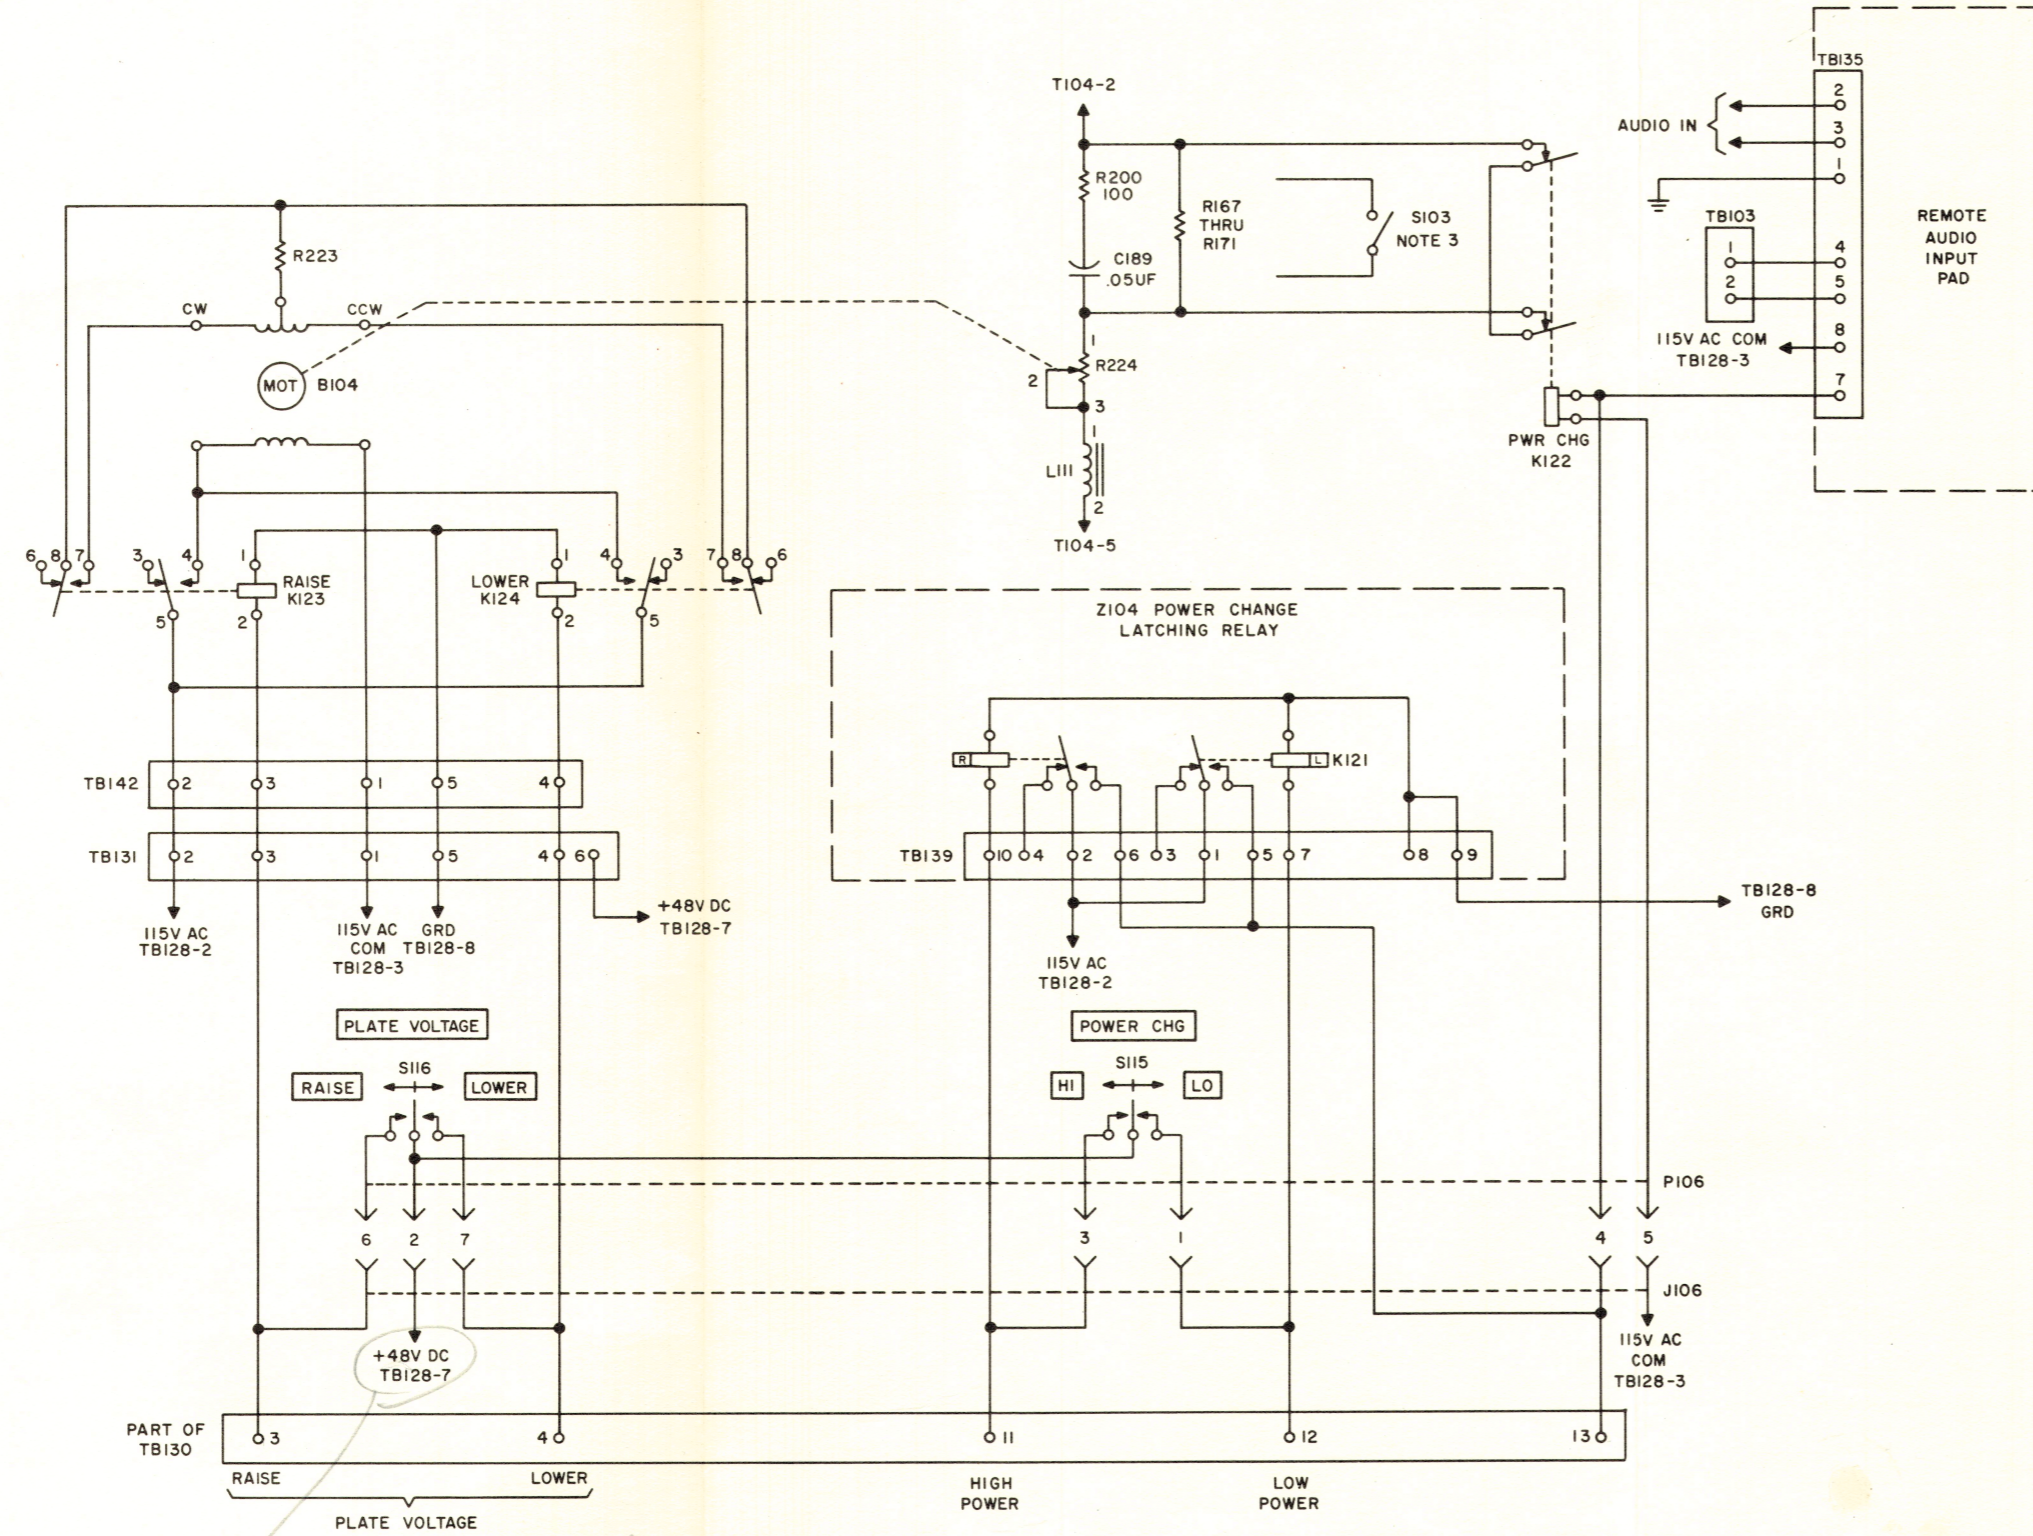 TB135
2
AUDIO IN
3
1
T104-2
R200
100
R167
THRU
R171
S103
NOTE 3
C189
.05UF
TB103
1
2
4
5
REMOTE
AUDIO
INPUT
PAD
115V AC COM
TB128-3
8
7
R223
CW
CCW
MOT B104
1
2
R224
3
1
L111
2
T104-5
PWR CHG
K122
6 8 7
3 4 1
RAISE
K123
5 2
LOWER
K124
1
2
4 3
5
7 8 6
Z104 POWER CHANGE
LATCHING RELAY
R
L K121
TB142 2 3 1 5 4
TB131 2 3 1 5 4 6
TB139 10 4 2 6 3 1 5 7 8 9
115V AC
TB128-2
115V AC
COM
TB128-3
GRD
TB128-8
+48V DC
TB128-7
115V AC
TB128-2
TB128-8
GRD
PLATE VOLTAGE
S116
RAISE
LOWER
POWER CHG
S115
HI
LO
P106
6 2 7 3 1 4 5
J106
+48V DC
TB128-7
115V AC
COM
TB128-3
PART OF
TB130
3 4 11 12 13
RAISE
LOWER
PLATE VOLTAGE
HIGH
POWER
LOW
POWER